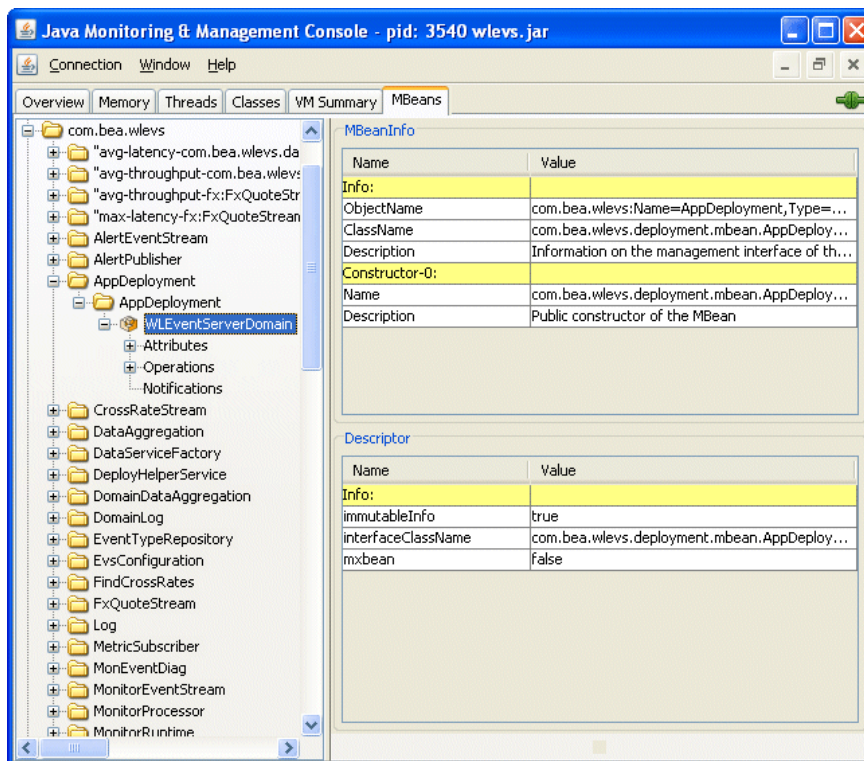 Java Monitoring & Management Console - pid: 3540 wlevs.jar
Connection Window Help
Overview Memory Threads Classes VM Summary MBeans
com.bea.wlevs
"avg-latency-com.bea.wlevs.da
"avg-throughput-com.bea.wlevs
"avg-throughput-fx:FxQuoteStr
"max-latency-fx:FxQuoteStream
AlertEventStream
AlertPublisher
AppDeployment
AppDeployment
WLEventServerDomain
Attributes
Operations
Notifications
CrossRateStream
DataAggregation
DataServiceFactory
DeployHelperService
DomainDataAggregation
DomainLog
EventTypeRepository
EvsConfiguration
FindCrossRates
FxQuoteStream
Log
MetricSubscriber
MonEventDiag
MonitorEventStream
MonitorProcessor
MonitorRuntime
MBeanInfo
Name Value
Info:
ObjectName com.bea.wlevs:Name=AppDeployment,Type=...
ClassName com.bea.wlevs.deployment.mbean.AppDeploy...
Description Information on the management interface of th...
Constructor-0:
Name com.bea.wlevs.deployment.mbean.AppDeploy...
Description Public constructor of the MBean
Descriptor
Name Value
Info:
immutableInfo true
interfaceClassName com.bea.wlevs.deployment.mbean.AppDeploy...
mxbean false